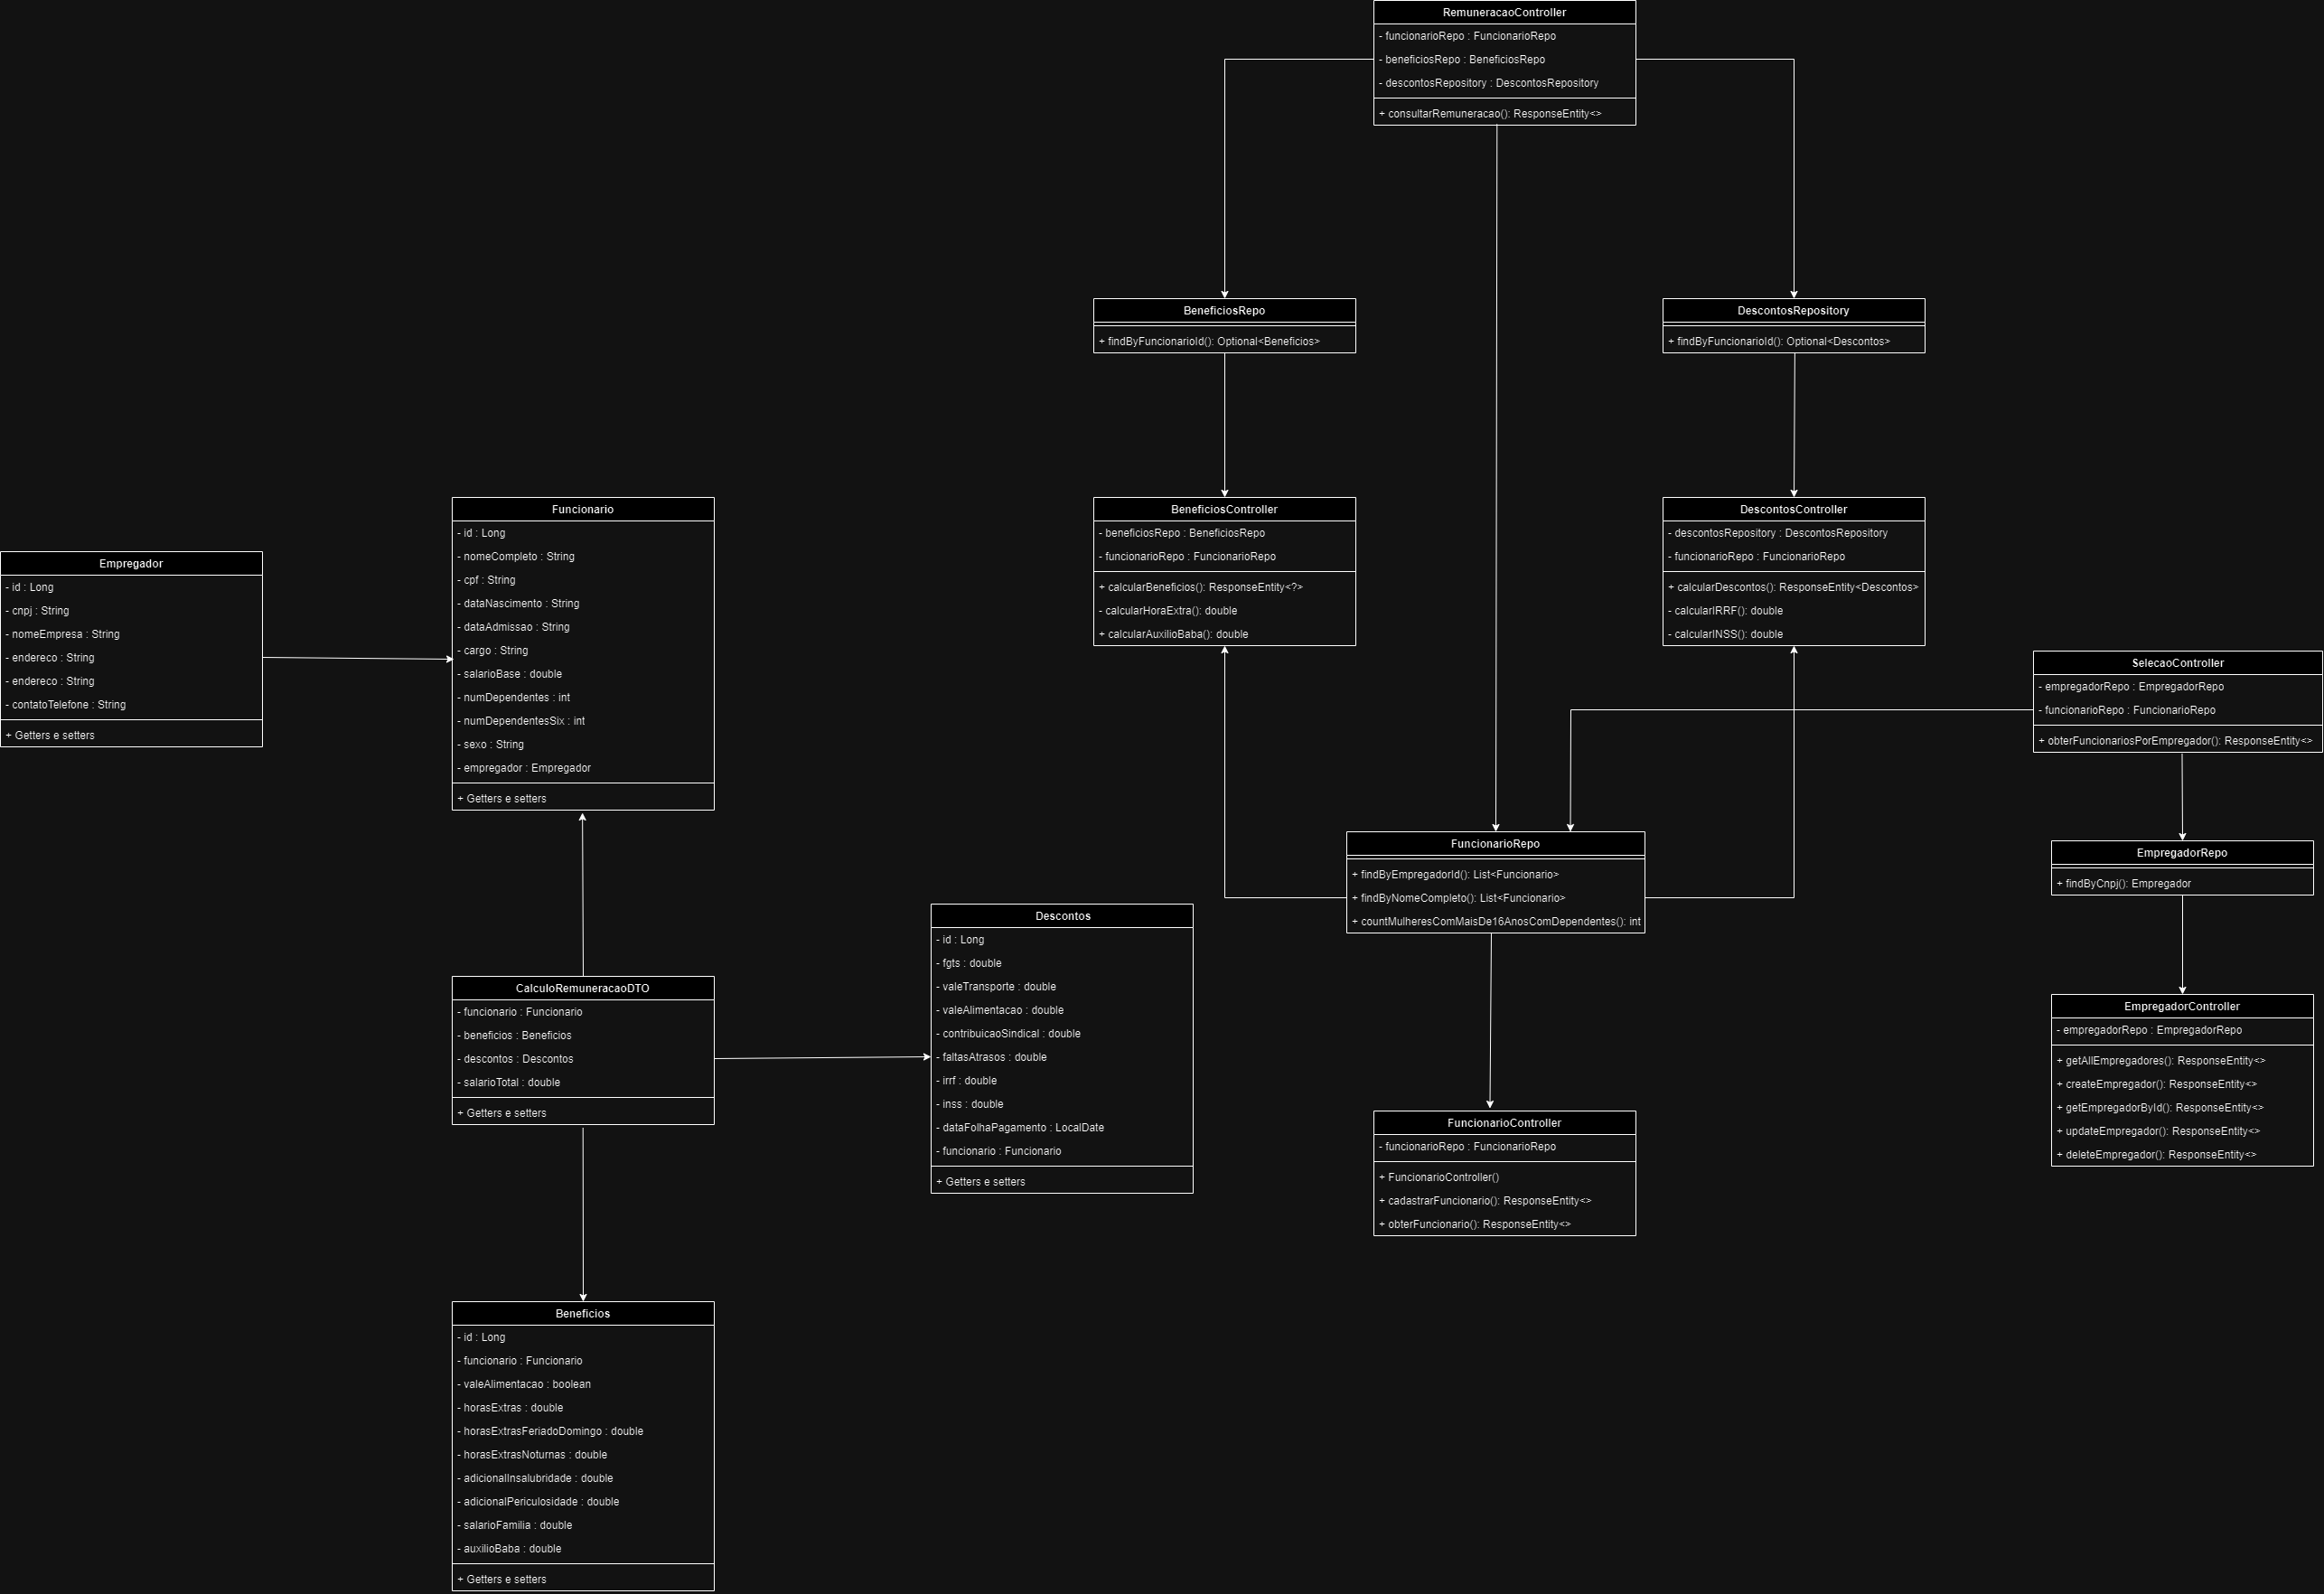 RemuneracaoController
- funcionarioRepo : FuncionarioRepo
- beneficiosRepo : BeneficiosRepo
- descontosRepository : DescontosRepository
+ consultarRemuneracao(): ResponseEntity<>
BeneficiosRepo
+ findByFuncionarioId(): Optional<Beneficios>
DescontosRepository
+ findByFuncionarioId(): Optional<Descontos>
Funcionario
- id : Long
- nomeCompleto : String
- cpf : String
- dataNascimento : String
- dataAdmissao : String
- cargo : String
- salarioBase : double
- numDependentes : int
- numDependentesSix : int
- sexo : String
- empregador : Empregador
+ Getters e setters
BeneficiosController
- beneficiosRepo : BeneficiosRepo
- funcionarioRepo : FuncionarioRepo
+ calcularBeneficios(): ResponseEntity<?>
- calcularHoraExtra(): double
+ calcularAuxilioBaba(): double
DescontosController
- descontosRepository : DescontosRepository
- funcionarioRepo : FuncionarioRepo
+ calcularDescontos(): ResponseEntity<Descontos>
- calcularIRRF(): double
- calcularINSS(): double
Empregador
- id : Long
- cnpj : String
- nomeEmpresa : String
- endereco : String
- endereco : String
- contatoTelefone : String
+ Getters e setters
SelecaoController
- empregadorRepo : EmpregadorRepo
- funcionarioRepo : FuncionarioRepo
+ obterFuncionariosPorEmpregador(): ResponseEntity<>
FuncionarioRepo
+ findByEmpregadorId(): List<Funcionario>
+ findByNomeCompleto(): List<Funcionario>
+ countMulheresComMaisDe16AnosComDependentes(): int
EmpregadorRepo
+ findByCnpj(): Empregador
Descontos
- id : Long
- fgts : double
- valeTransporte : double
- valeAlimentacao : double
- contribuicaoSindical : double
- faltasAtrasos : double
- irrf : double
- inss : double
- dataFolhaPagamento : LocalDate
- funcionario : Funcionario
+ Getters e setters
CalculoRemuneracaoDTO
- funcionario : Funcionario
- beneficios : Beneficios
- descontos : Descontos
- salarioTotal : double
+ Getters e setters
EmpregadorController
- empregadorRepo : EmpregadorRepo
+ getAllEmpregadores(): ResponseEntity<>
+ createEmpregador(): ResponseEntity<>
+ getEmpregadorById(): ResponseEntity<>
+ updateEmpregador(): ResponseEntity<>
+ deleteEmpregador(): ResponseEntity<>
FuncionarioController
- funcionarioRepo : FuncionarioRepo
+ FuncionarioController()
+ cadastrarFuncionario(): ResponseEntity<>
+ obterFuncionario(): ResponseEntity<>
Beneficios
- id : Long
- funcionario : Funcionario
- valeAlimentacao : boolean
- horasExtras : double
- horasExtrasFeriadoDomingo : double
- horasExtrasNoturnas : double
- adicionalInsalubridade : double
- adicionalPericulosidade : double
- salarioFamilia : double
- auxilioBaba : double
+ Getters e setters